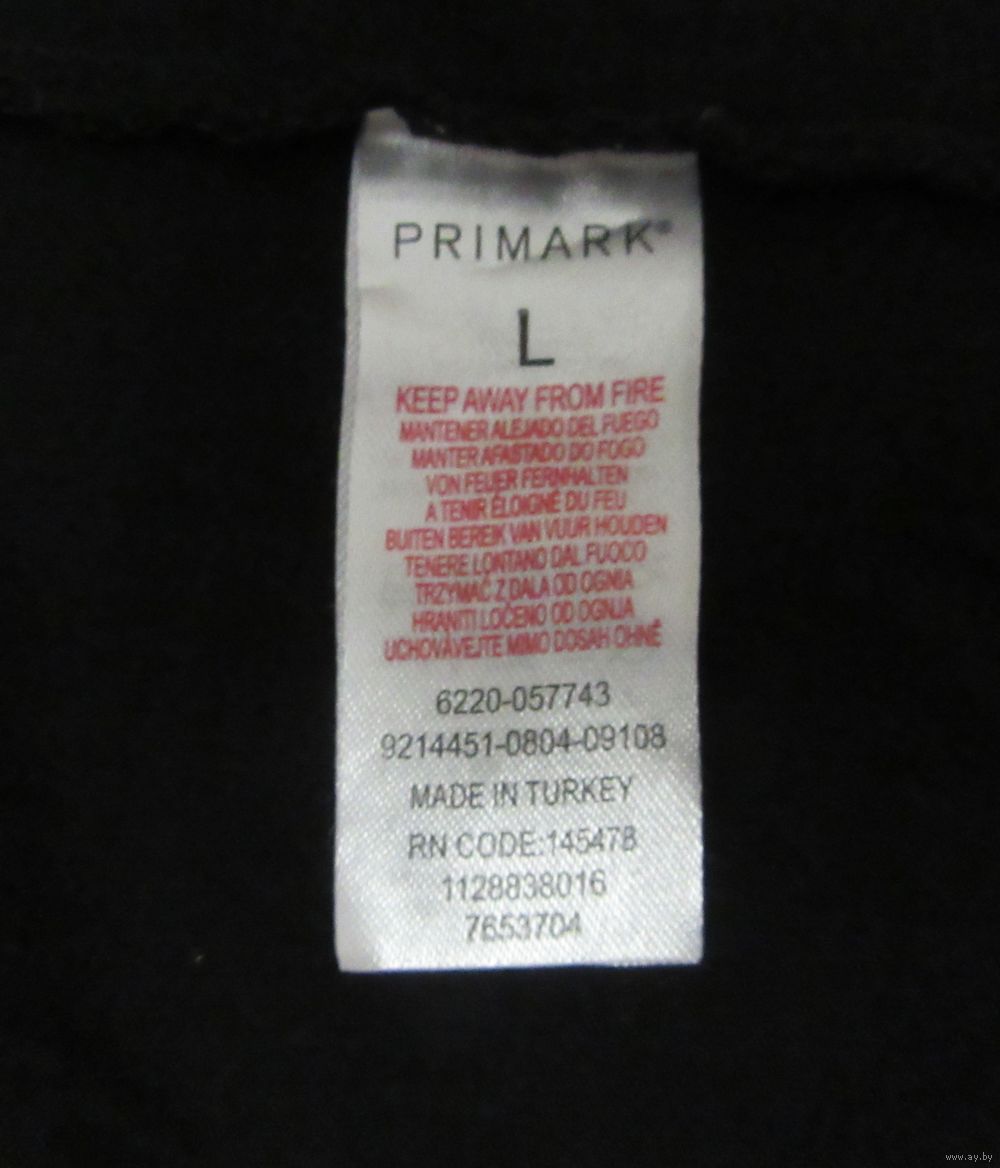 PRIMARK®
L
KEEP AWAY FROM FIRE
MANTENER ALEJADO DEL FUEGO
MANTER AFASTADO DO FOGO
VON FEUER FERNHALTEN
A TENIR ÉLOIGNÉ DU FEU
BUITEN BEREIK VAN VUUR HOUDEN
TENERE LONTANO DAL FUOCO
TRZYMAĆ Z DALA OD OGNIA
HRANITI LOČENO OD OGNJA
UCHOVÁVEJTE MIMO DOSAH OHNĚ
6220-057743
9214451-0804-09108
MADE IN TURKEY
RN CODE:145478
1128838016
7653704
www.ay.by